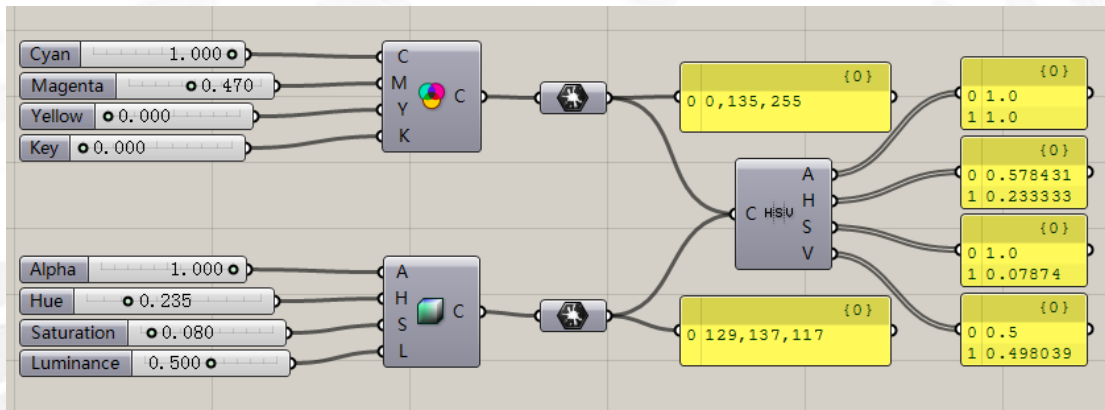 Cyan 1.000
Magenta 0.470
Yellow 0.000
Key 0.000
C
M
Y
K
C
{0}
0 0,135,255
Alpha 1.000
Hue 0.235
Saturation 0.080
Luminance 0.500
A
H
S
L
C
{0}
0 129,137,117
C HSV
A
H
S
V
{0}
0 1.0
1 1.0
{0}
0 0.578431
1 0.233333
{0}
0 1.0
1 0.07874
{0}
0 0.5
1 0.498039